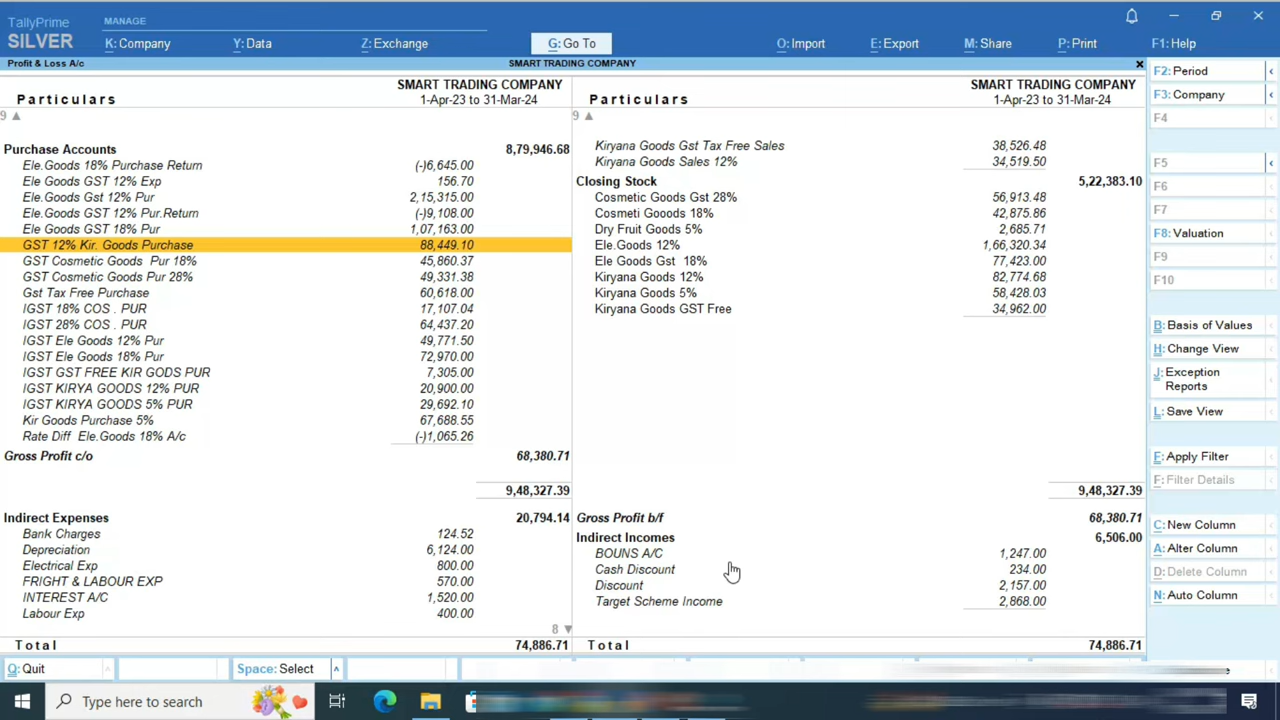 TallyPrime
SILVER
MANAGE
K: Company Y: Data Z: Exchange G: Go To O: Import E: Export M: Share P: Print F1: Help
Profit & Loss A/c SMART TRADING COMPANY
Particulars SMART TRADING COMPANY 1-Apr-23 to 31-Mar-24
9
Purchase Accounts 8,79,946.68
Ele.Goods 18% Purchase Return (-)6,645.00
Ele Goods GST 12% Exp 156.70
Ele.Goods Gst 12% Pur 2,15,315.00
Ele.Goods GST 12% Pur.Return (-)9,108.00
Ele Goods GST 18% Pur 1,07,163.00
GST 12% Kir. Goods Purchase 88,449.10
GST Cosmetic Goods Pur 18% 45,860.37
GST Cosmetic Goods Pur 28% 49,331.38
Gst Tax Free Purchase 60,618.00
IGST 18% COS . PUR 17,107.04
IGST 28% COS . PUR 64,437.20
IGST Ele Goods 12% Pur 49,771.50
IGST Ele Goods 18% Pur 72,970.00
IGST GST FREE KIR GODS PUR 7,305.00
IGST KIRYA GOODS 12% PUR 20,900.00
IGST KIRYA GOODS 5% PUR 29,692.10
Kir Goods Purchase 5% 67,688.55
Rate Diff Ele.Goods 18% A/c (-)1,065.26
Gross Profit c/o 68,380.71
9,48,327.39
Indirect Expenses 20,794.14
Bank Charges 124.52
Depreciation 6,124.00
Electrical Exp 800.00
FRIGHT & LABOUR EXP 570.00
INTEREST A/C 1,520.00
Labour Exp 400.00
8
Total 74,886.71
Particulars SMART TRADING COMPANY 1-Apr-23 to 31-Mar-24
9
Kiryana Goods Gst Tax Free Sales 38,526.48
Kiryana Goods Sales 12% 34,519.50
Closing Stock 5,22,383.10
Cosmetic Goods Gst 28% 56,913.48
Cosmeti Gooods 18% 42,875.86
Dry Fruit Goods 5% 2,685.71
Ele.Goods 12% 1,66,320.34
Ele Goods Gst 18% 77,423.00
Kiryana Goods 12% 82,774.68
Kiryana Goods 5% 58,428.03
Kiryana Goods GST Free 34,962.00
9,48,327.39
Gross Profit b/f 68,380.71
Indirect Incomes 6,506.00
BOUNS A/C 1,247.00
Cash Discount 234.00
Discount 2,157.00
Target Scheme Income 2,868.00
Total 74,886.71
F2: Period
F3: Company
F4
F5
F6
F7
F8: Valuation
F9
F10
B: Basis of Values
H: Change View
J: Exception
Reports
L: Save View
F: Apply Filter
F: Filter Details
C: New Column
A: Alter Column
D: Delete Column
N: Auto Column
Q: Quit Space: Select
Type here to search